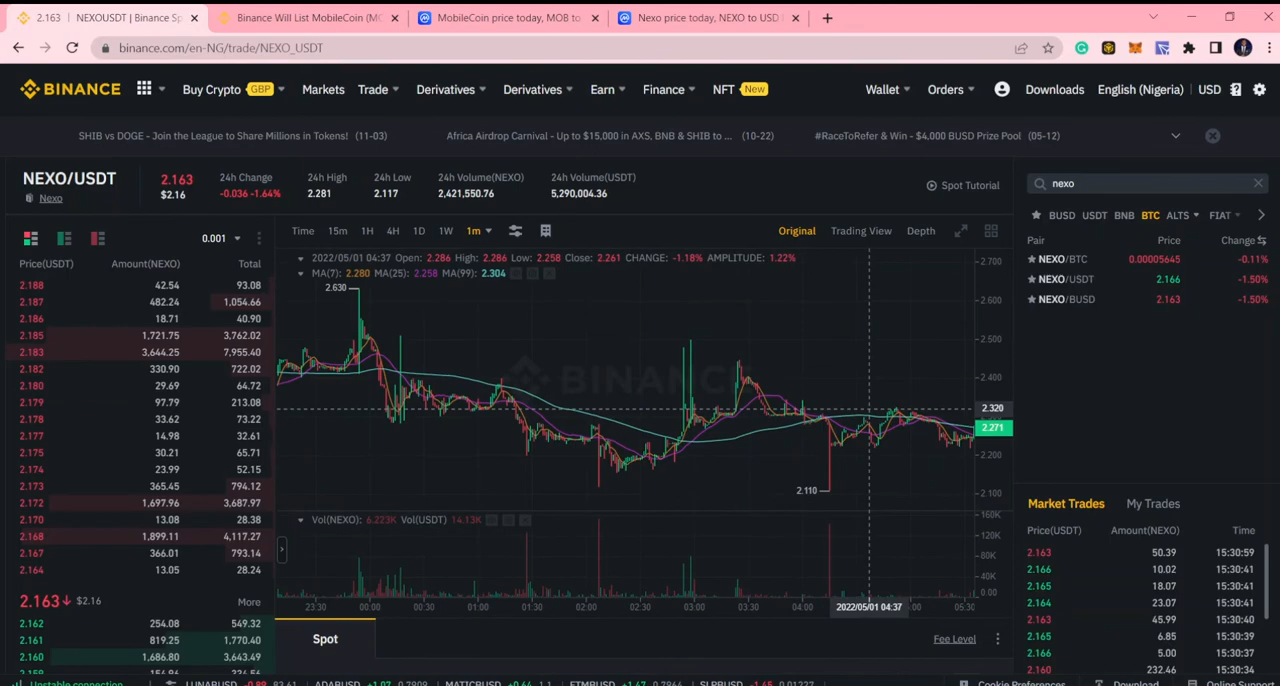 2.163 | NEXOUSDT | Binance Sp
Binance Will List MobileCoin (MO
MobileCoin price today, MOB to
Nexo price today, NEXO to USD
binance.com/en-NG/trade/NEXO_USDT
BINANCE Buy Crypto GBP Markets Trade Derivatives Derivatives Earn Finance NFT New Wallet Orders Downloads English (Nigeria) | USD
SHIB vs DOGE - Join the League to Share Millions in Tokens! (11-03) Africa Airdrop Carnival - Up to $15,000 in AXS, BNB & SHIB to ... (10-22) #RaceToRefer & Win - $4,000 BUSD Prize Pool (05-12)
NEXO/USDT 2.163 24h Change 24h High 24h Low 24h Volume(NEXO) 24h Volume(USDT)
Nexo $2.16 -0.036 -1.64% 2.281 2.117 2,421,550.76 5,290,004.36
Spot Tutorial
0.001
Price(USDT) Amount(NEXO) Total
2.188 42.54 93.08
2.187 482.24 1,054.66
2.186 18.71 40.90
2.185 1,721.75 3,762.02
2.183 3,644.25 7,955.40
2.182 330.90 722.02
2.180 29.69 64.72
2.179 97.79 213.08
2.178 33.62 73.22
2.177 14.98 32.61
2.175 30.21 65.71
2.174 23.99 52.15
2.173 365.45 794.12
2.172 1,697.96 3,687.97
2.170 13.08 28.38
2.168 1,899.11 4,117.27
2.167 366.01 793.14
2.164 13.05 28.24
2.163 $2.16 More
2.162 254.08 549.32
2.161 819.25 1,770.40
2.160 1,686.80 3,643.49
Time 15m 1H 4H 1D 1W 1m Original Trading View Depth
2022/05/01 04:37 Open: 2.286 High: 2.286 Low: 2.258 Close: 2.261 CHANGE: -1.18% AMPLITUDE: 1.22%
MA(7): 2.280 MA(25): 2.258 MA(99): 2.304
2.630
BINANCE
2.110
2.700
2.600
2.500
2.400
2.320
2.271
2.200
2.100
Vol(NEXO): 6.223K Vol(USDT) 14.13K
160K
120K
80K
40K
0.00
23:30 00:00 00:30 01:00 01:30 02:00 02:30 03:00 03:30 04:00 2022/05/01 04:37 :00 05:30
Spot Fee Level
nexo
BUSD USDT BNB BTC ALTS FIAT
Pair Price Change
NEXO/BTC 0.00005645 -0.11%
NEXO/USDT 2.166 -1.50%
NEXO/BUSD 2.163 -1.50%
Market Trades My Trades
Price(USDT) Amount(NEXO) Time
2.163 50.39 15:30:59
2.166 10.02 15:30:41
2.165 18.07 15:30:41
2.164 23.07 15:30:41
2.163 45.99 15:30:40
2.165 6.85 15:30:39
2.166 5.00 15:30:37
2.160 232.46 15:30:34
Unstable connection LUNABUSD -0.89 83.61 ADABUSD +1.07 0.7909 MATICBUSD +0.64 1.1 FTMBUSD +1.47 0.7964 SLPBUSD -1.65 0.01227 Cookie Preferences Download Online Support